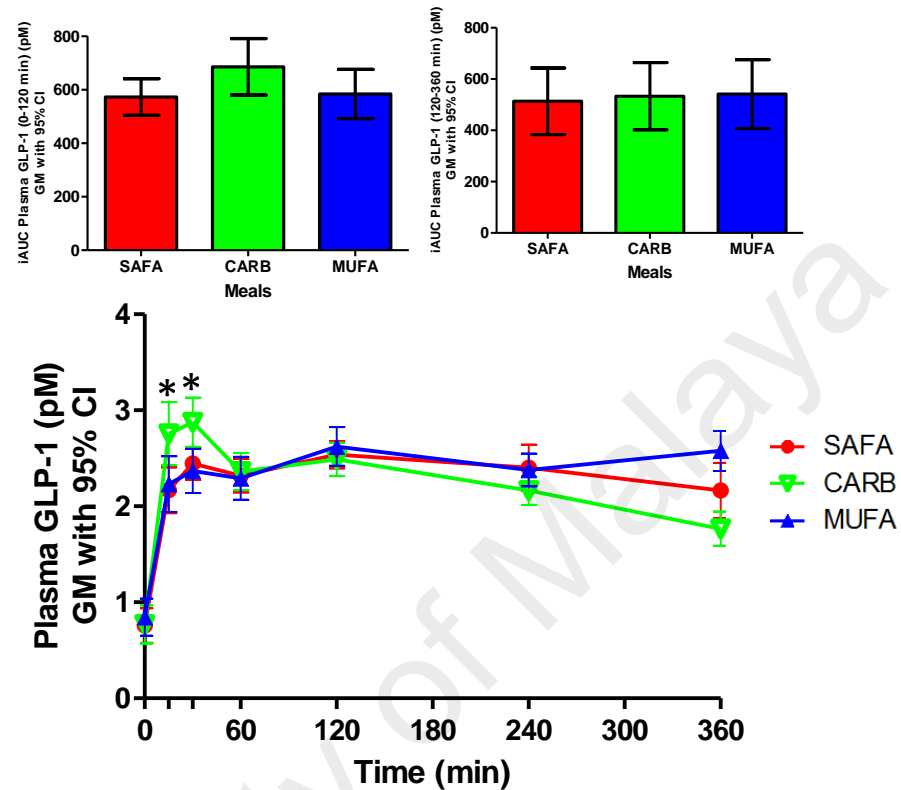 iAUC Plasma GLP-1 (0-120 min) (pM)
GM with 95% CI
800
600
400
200
0
SAFA
CARB
MUFA
Meals
iAUC Plasma GLP-1 (120-360 min) (pM)
GM with 95% CI
800
600
400
200
0
SAFA
CARB
MUFA
Meals
Plasma GLP-1 (pM)
GM with 95% CI
4
3
2
1
0
* *
0 60 120 180 240 300 360
Time (min)
SAFA
CARB
MUFA
y of Malaya